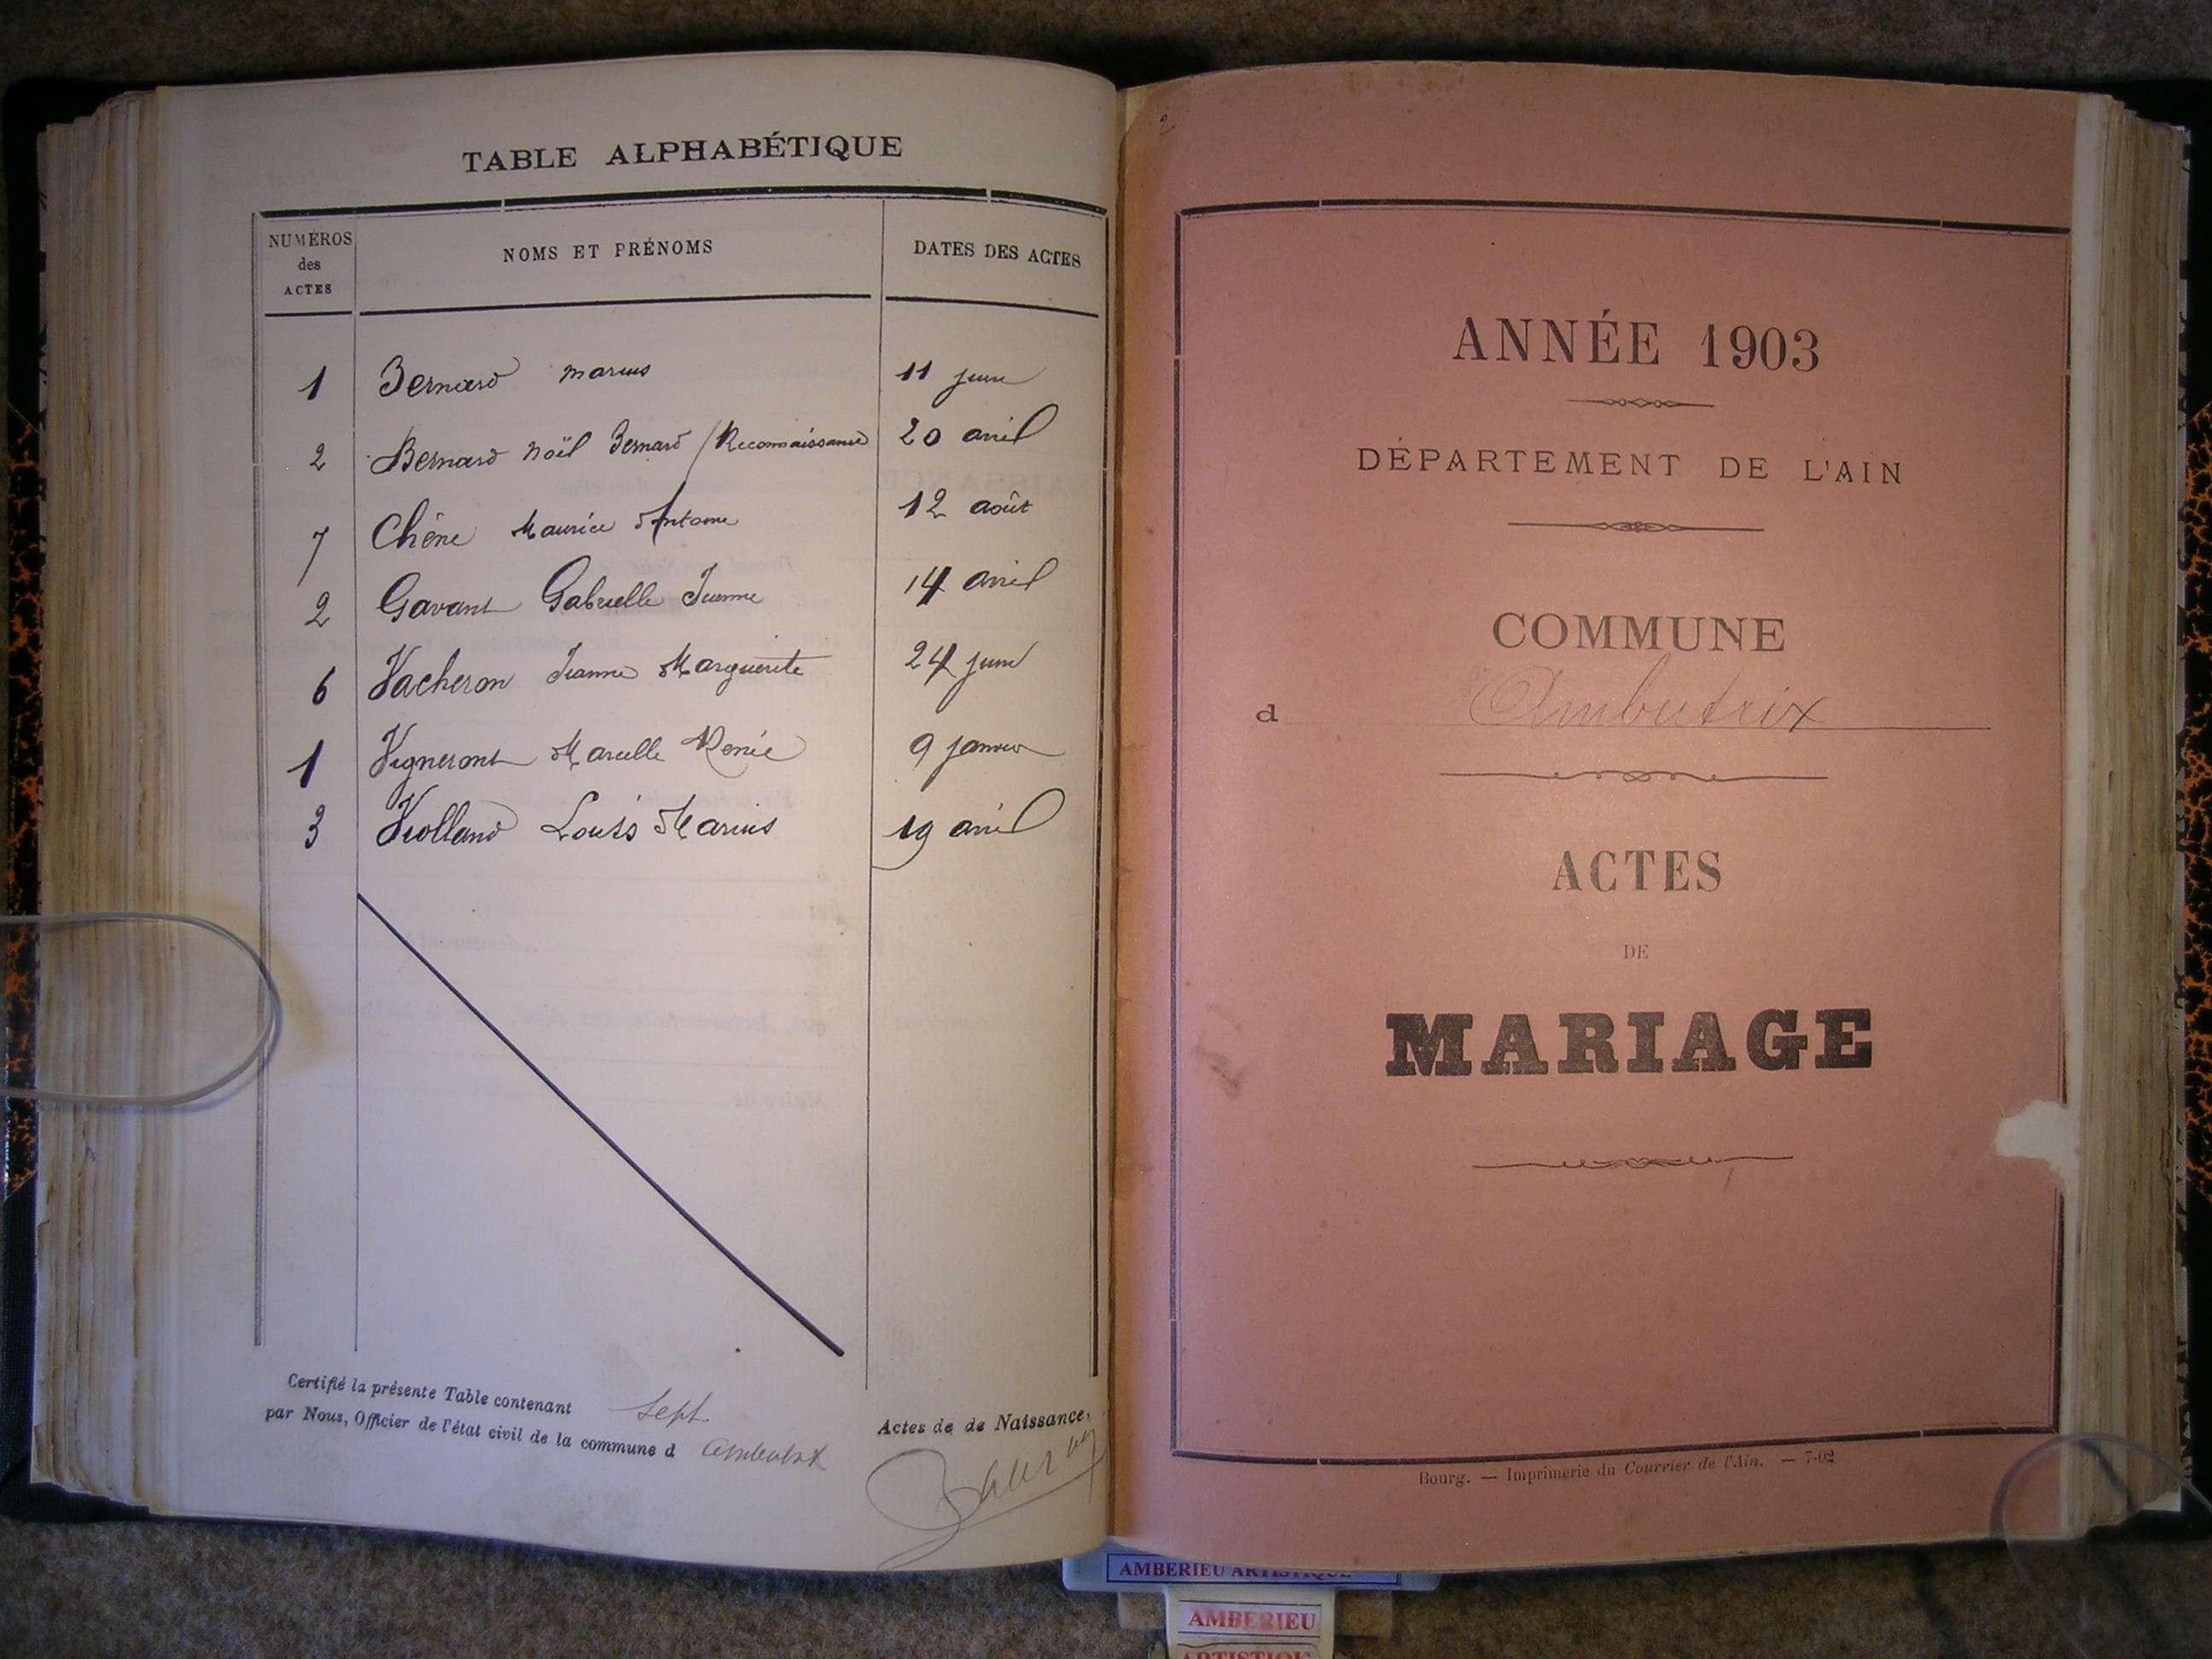 TABLE ALPHABÉTIQUE
NUMÉROS des ACTES
NOMS ET PRÉNOMS
DATES DES ACTES
1 Bernard Marius 11 juin
2 Bernard Noël Bernard / Reconnaissance 20 avril
7 Chêne Maurice Antoine 12 août
2 Gavant Gabrielle Jeanne 14 avril
6 Vacheron Jeanne Marguerite 24 juin
1 Vigneront Marcelle Renée 9 janvier
3 Violland Louis Marius 19 avril
Certifié la présente Table contenant Sept Actes de de Naissance,
par Nous, Officier de l'état civil de la commune d Ambutrix
2
ANNÉE 1903
DÉPARTEMENT DE L'AIN
COMMUNE
d Ambutrix
ACTES
DE
MARIAGE
Bourg. — Imprimerie du Courrier de l'Ain. — 7-02
AMBERIEU ARTISTIQUE
AMBERIEU
ARTISTIQUE